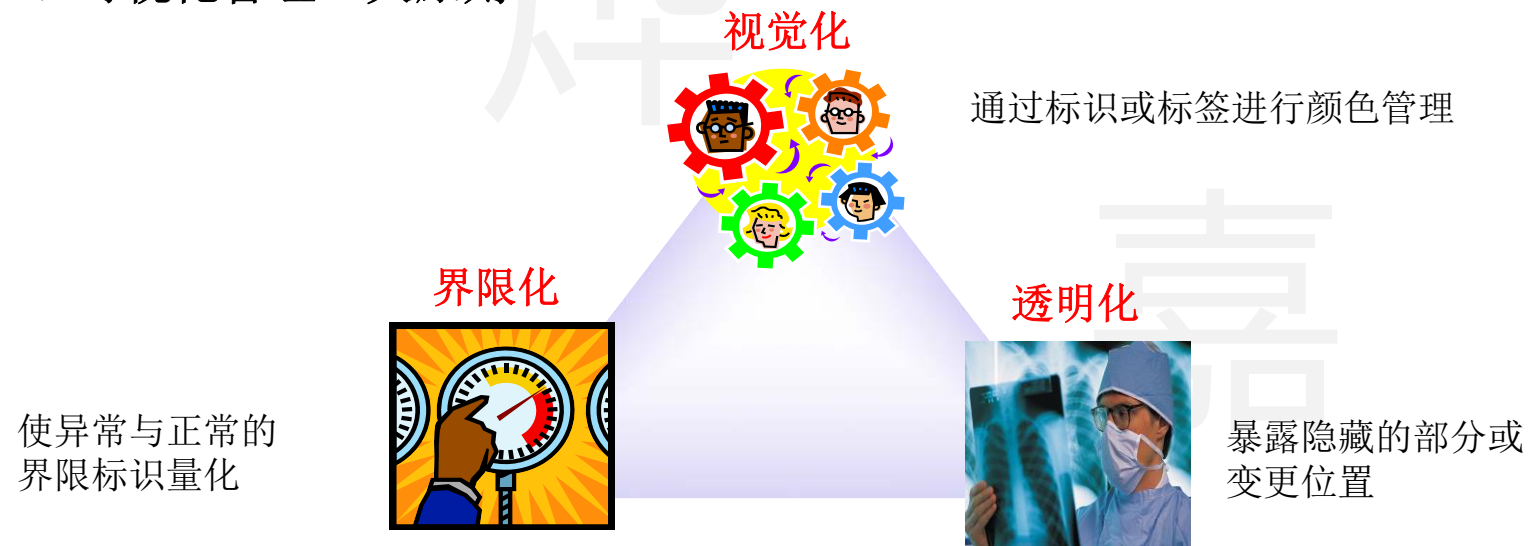 视觉化
通过标识或标签进行颜色管理
界限化
透明化
使异常与正常的
界限标识量化
暴露隐藏的部分或
变更位置
嘉